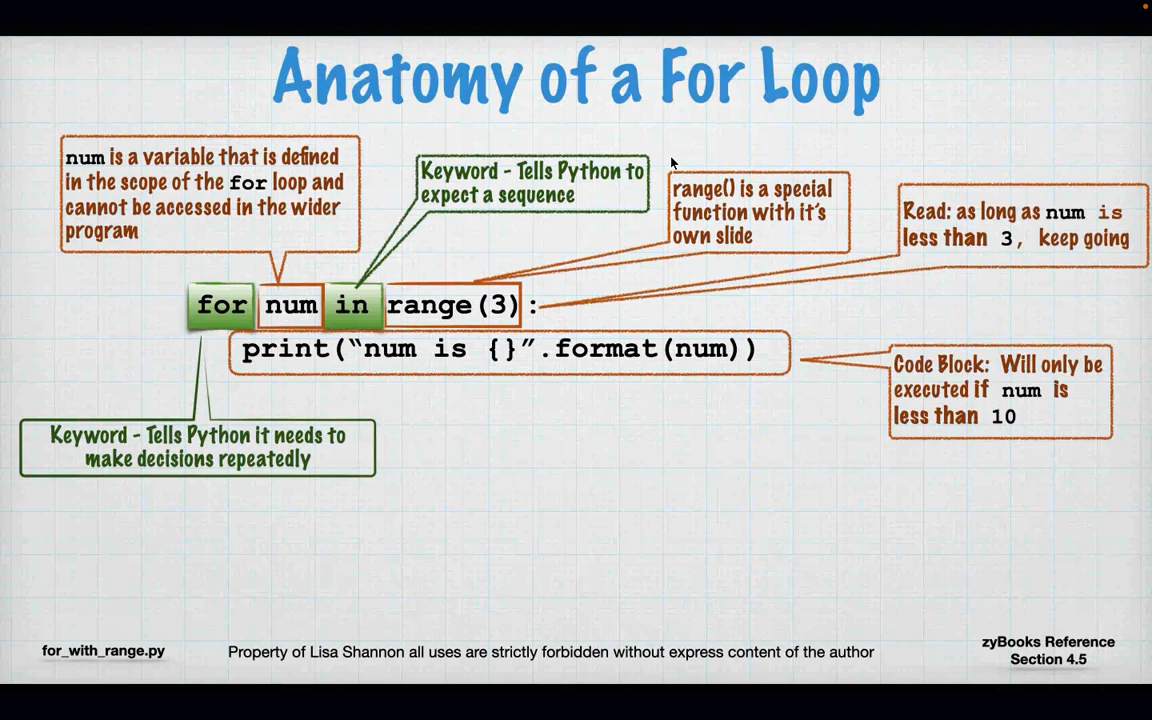 Anatomy of a For Loop
num is a variable that is defined
in the scope of the for loop and
cannot be accessed in the wider
program
Keyword - Tells Python to
expect a sequence
range() is a special
function with it's
own slide
Read: as long as num is
less than 3, keep going
for num in range(3):
print(“num is {}”.format(num))
Code Block: Will only be
executed if num is
less than 10
Keyword - Tells Python it needs to
make decisions repeatedly
for_with_range.py
Property of Lisa Shannon all uses are strictly forbidden without express content of the author
zyBooks Reference
Section 4.5